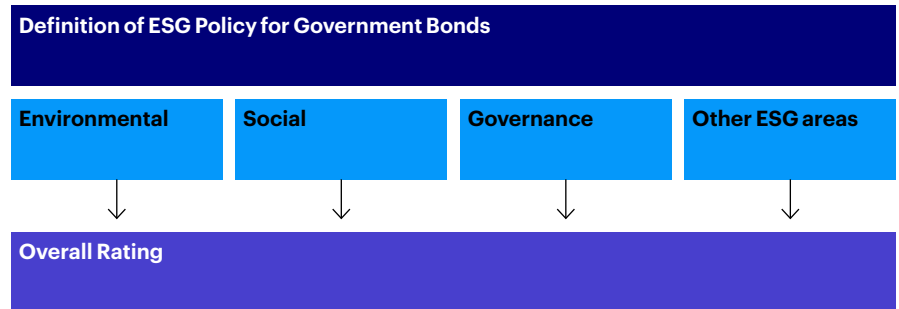 Definition of ESG Policy for Government Bonds
Environmental
Social
Governance
Other ESG areas
Overall Rating